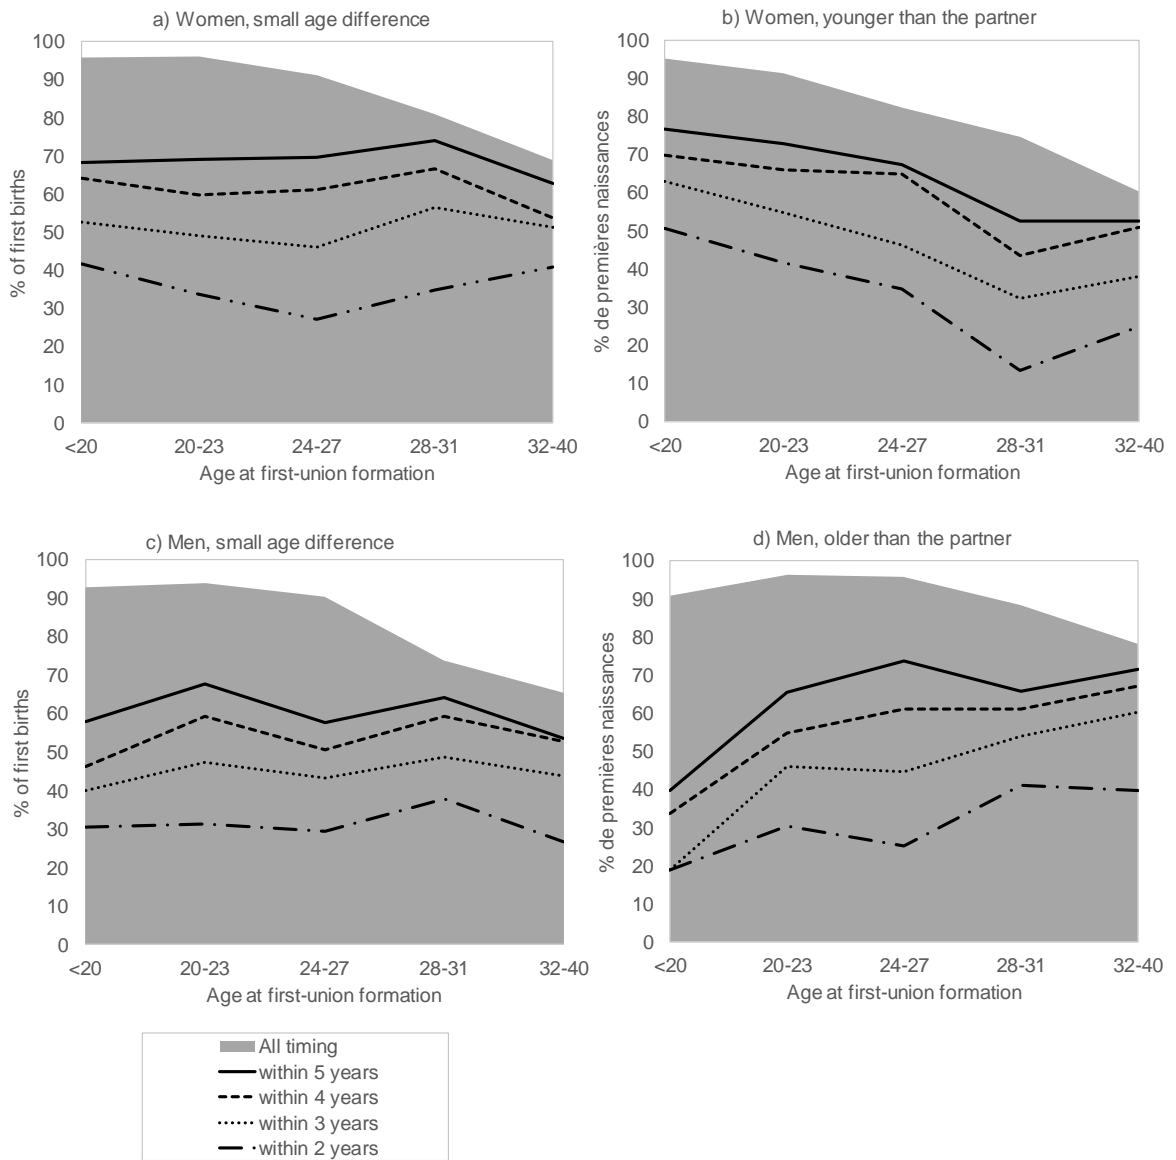 a) Women, small age difference
% of first births
100
90
80
70
60
50
40
30
20
10
0
<20 20-23 24-27 28-31 32-40
Age at first-union formation
b) Women, younger than the partner
% de premières naissances
100
90
80
70
60
50
40
30
20
10
0
<20 20-23 24-27 28-31 32-40
Age at first-union formation
c) Men, small age difference
% of first births
100
90
80
70
60
50
40
30
20
10
0
<20 20-23 24-27 28-31 32-40
Age at first-union formation
d) Men, older than the partner
% de premières naissances
100
90
80
70
60
50
40
30
20
10
0
<20 20-23 24-27 28-31 32-40
Age at first-union formation
All timing
within 5 years
within 4 years
within 3 years
within 2 years